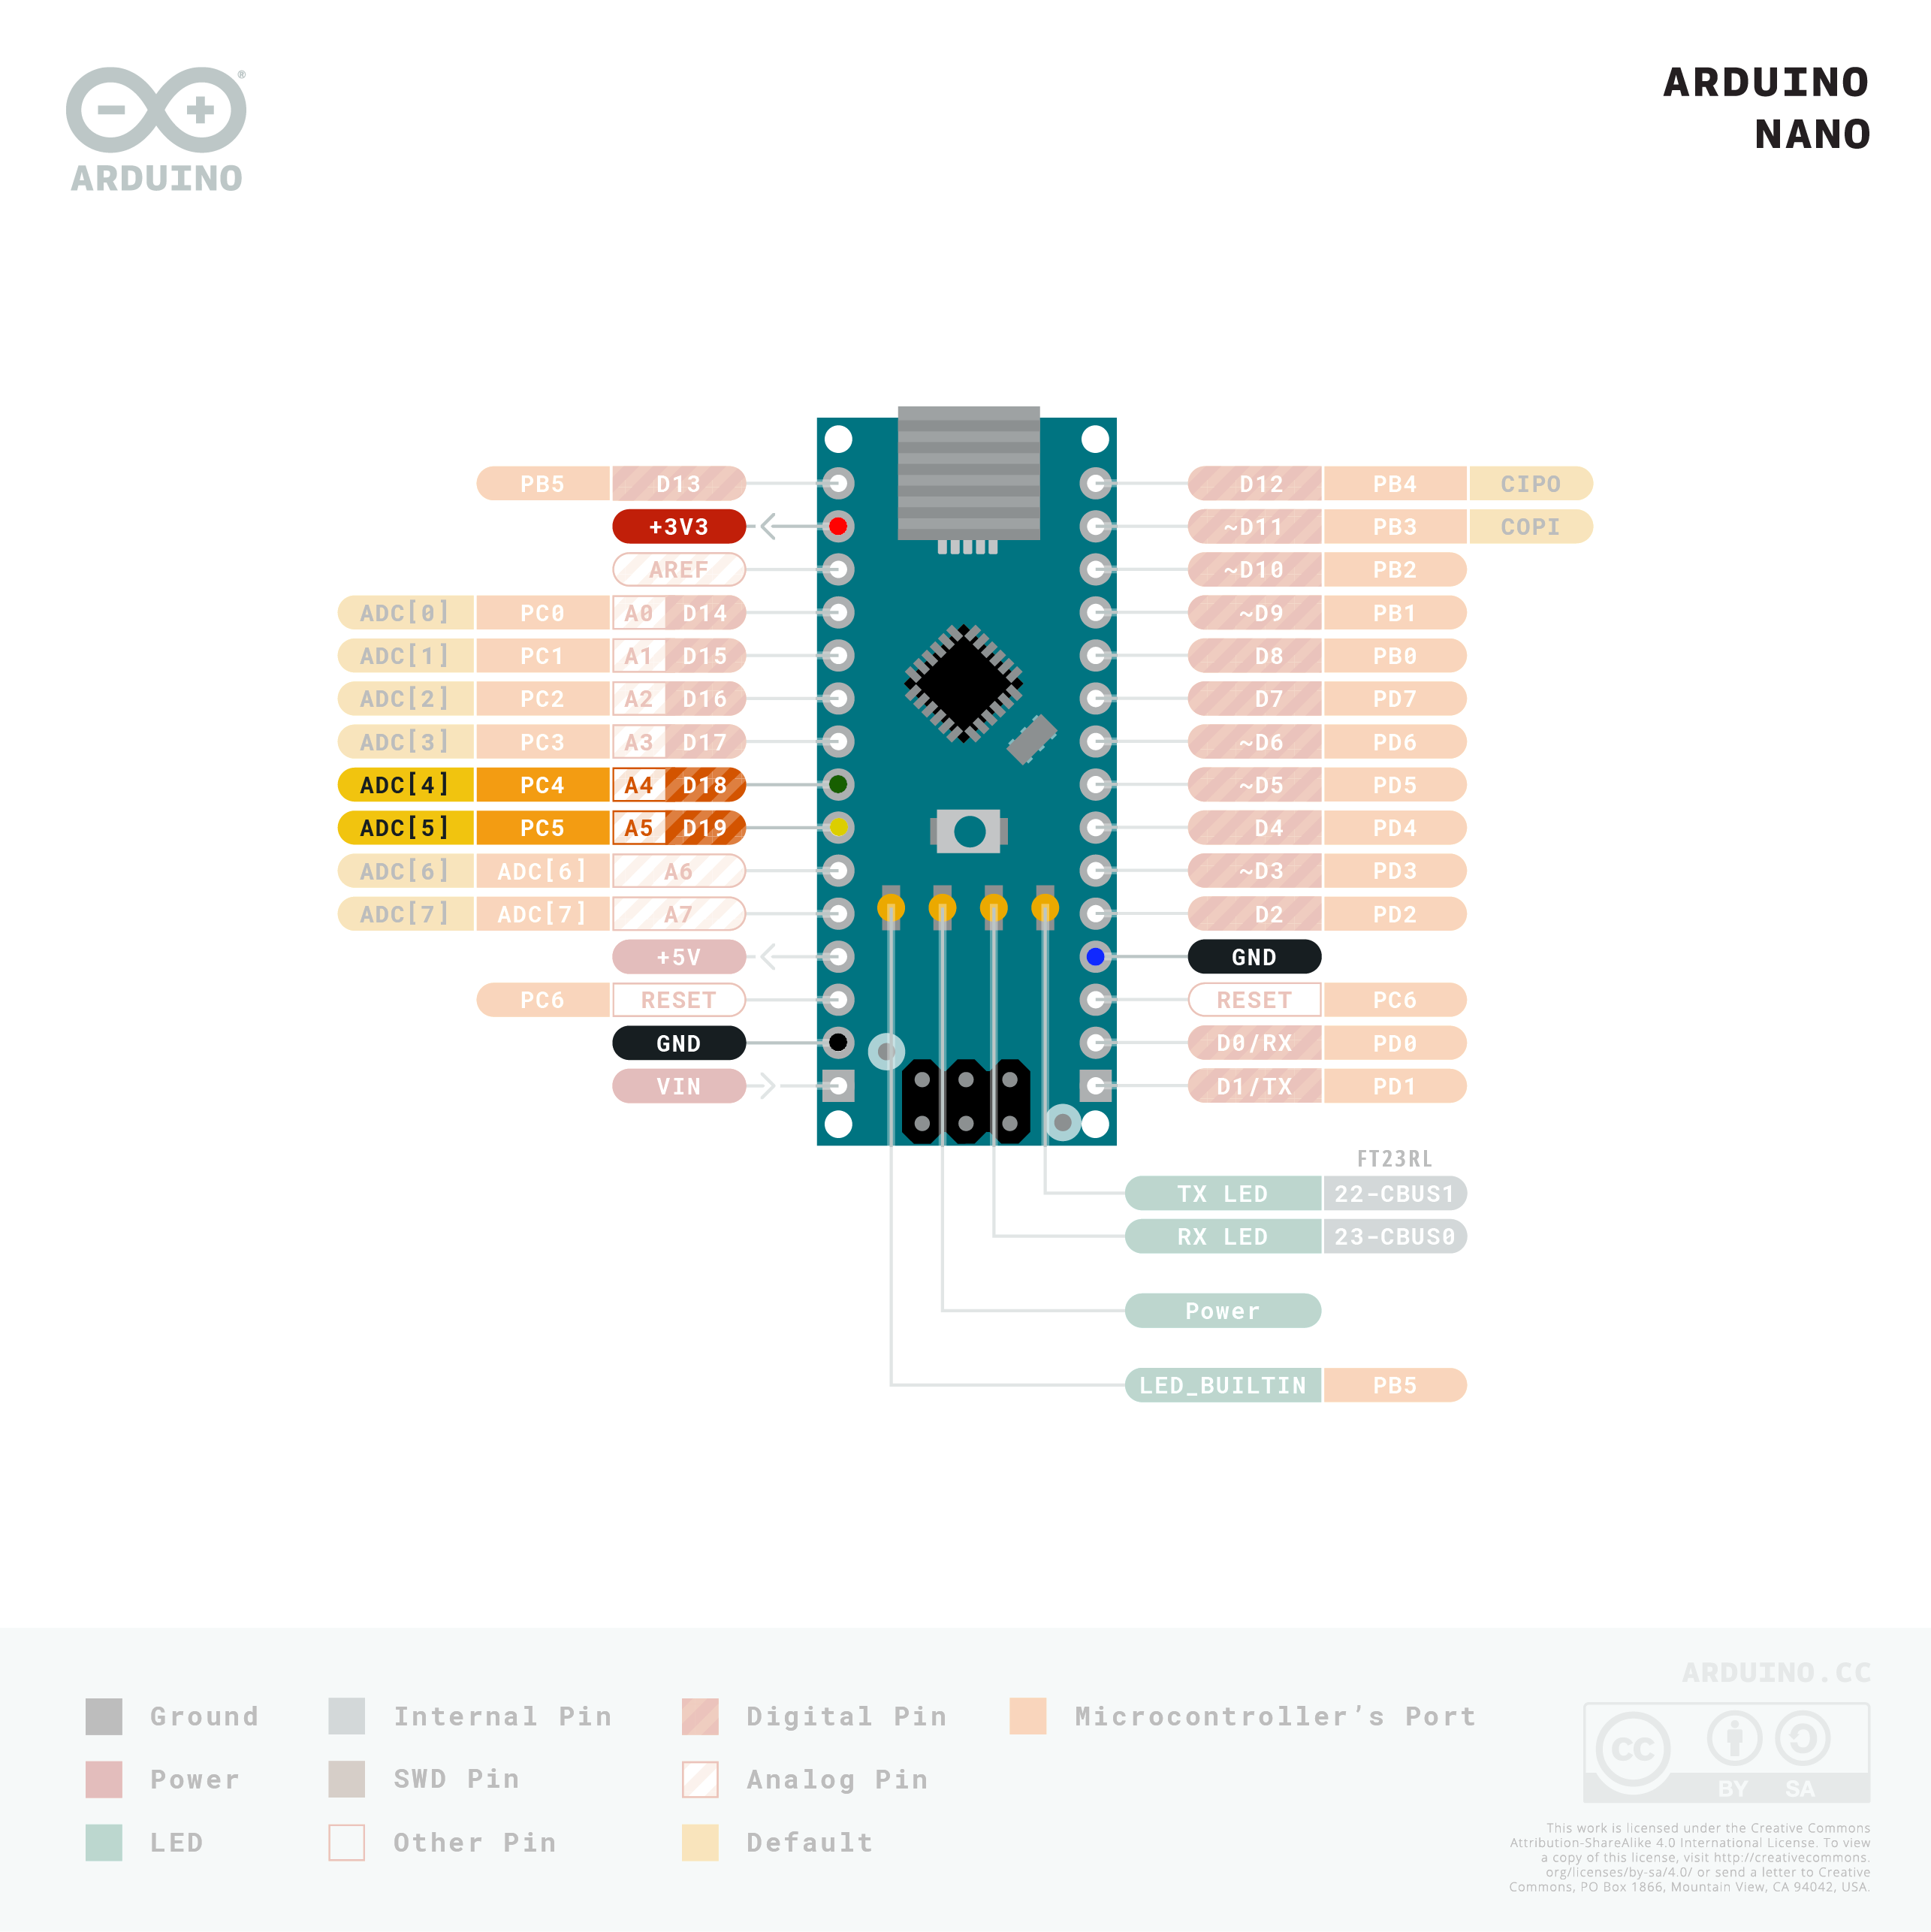 ®
ARDUINO
ARDUINO
NANO
PB5 D13 D12 PB4 CIPO
+3V3 ~D11 PB3 COPI
AREF ~D10 PB2
ADC[0] PC0 A0 D14 ~D9 PB1
ADC[1] PC1 A1 D15 D8 PB0
ADC[2] PC2 A2 D16 D7 PD7
ADC[3] PC3 A3 D17 ~D6 PD6
ADC[4] PC4 A4 D18 ~D5 PD5
ADC[5] PC5 A5 D19 D4 PD4
ADC[6] ADC[6] A6 ~D3 PD3
ADC[7] ADC[7] A7 D2 PD2
+5V GND
PC6 RESET RESET PC6
GND D0/RX PD0
VIN D1/TX PD1
FT23RL
TX LED 22-CBUS1
RX LED 23-CBUS0
Power
LED_BUILTIN PB5
Ground Internal Pin Digital Pin Microcontroller’s Port
Power SWD Pin Analog Pin
LED Other Pin Default
ARDUINO.CC
cc
BY SA
This work is licensed under the Creative Commons
Attribution-ShareAlike 4.0 International License. To view
a copy of this license, visit http://creativecommons.
org/licenses/by-sa/4.0/ or send a letter to Creative
Commons, PO Box 1866, Mountain View, CA 94042, USA.